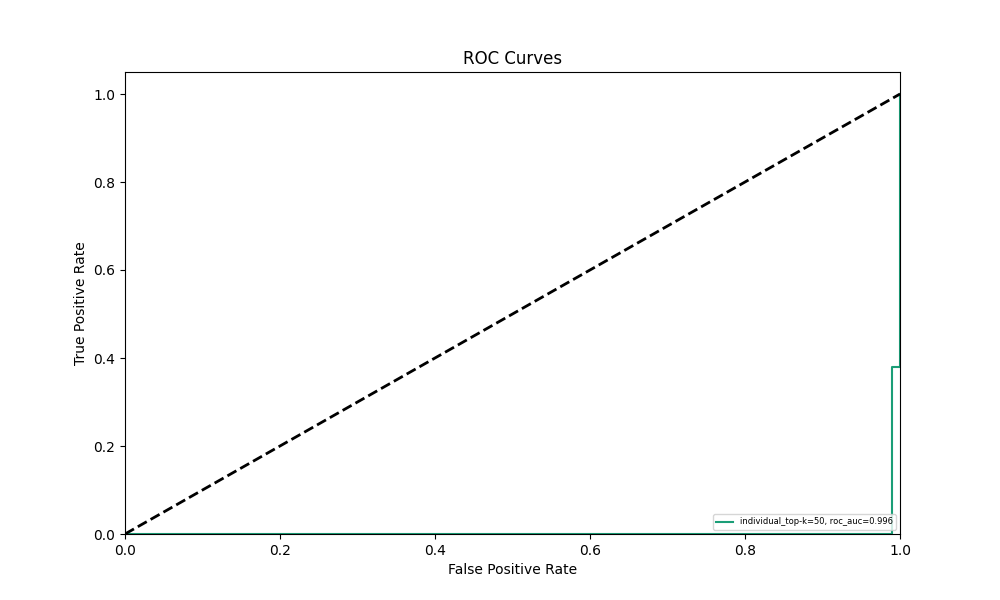 ROC Curves
True Positive Rate
1.0
0.8
0.6
0.4
0.2
0.0
individual_top-k=50, roc_auc=0.996
0.0 0.2 0.4 0.6 0.8 1.0
False Positive Rate